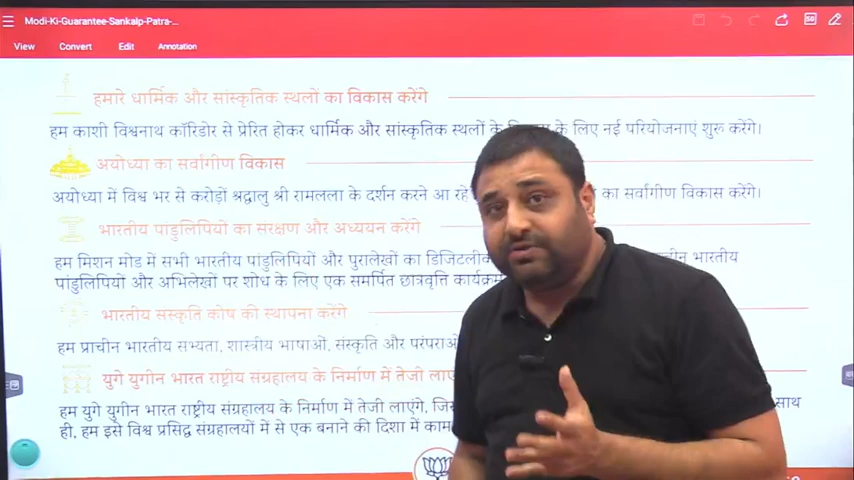 Modi-Ki-Guarantee-Sankalp-Patra-...
View Convert Edit Annotation
हमारे धार्मिक और सांस्कृतिक स्थलों का विकास करेंगे
हम काशी विश्वनाथ कॉरिडोर से प्रेरित होकर धार्मिक और सांस्कृतिक स्थलों के के लिए नई परियोजनाएं शुरू करेंगे।
अयोध्या का सर्वांगीण विकास
अयोध्या में विश्व भर से करोड़ों श्रद्धालु श्री रामलला के दर्शन करने आ रहे का सर्वांगीण विकास करेंगे।
भारतीय पांडुलिपियों का संरक्षण और अध्ययन करेंगे
हम मिशन मोड में सभी भारतीय पांडुलिपियों और पुरालेखों का भारतीय
पांडुलिपियों और अभिलेखों पर शोध के लिए एक समर्पित छात्रवृत्ति
भारतीय संस्कृति कोष की स्थापना करेंगे
हम प्राचीन भारतीय सभ्यता, शास्त्रीय भाषाओं, संस्कृति और
युगे युगीन भारत राष्ट्रीय संग्रहालय के निर्माण में तेजी
हम युगे युगीन भारत राष्ट्रीय संग्रहालय के निर्माण में तेजी लाएंगे, साथ
ही, हम इसे विश्व प्रसिद्ध संग्रहालयों में से एक बनाने की दिशा में